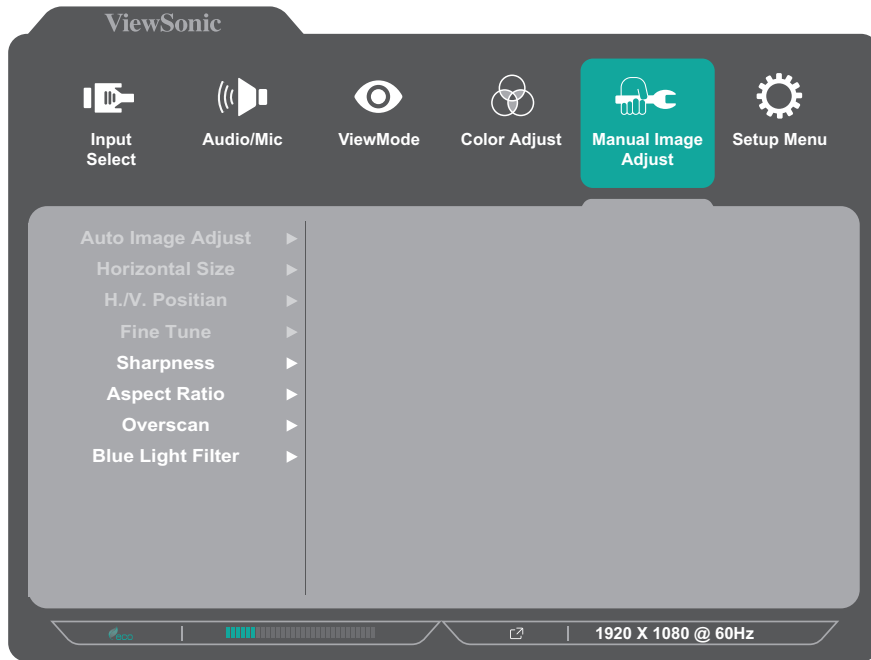 ViewSonic
Input
Select
Audio/Mic
ViewMode
Color Adjust
Manual Image
Adjust
Setup Menu
Auto Image Adjust
Horizontal Size
H./V. Positian
Fine Tune
Sharpness
Aspect Ratio
Overscan
Blue Light Filter
eco
1920 X 1080 @ 60Hz